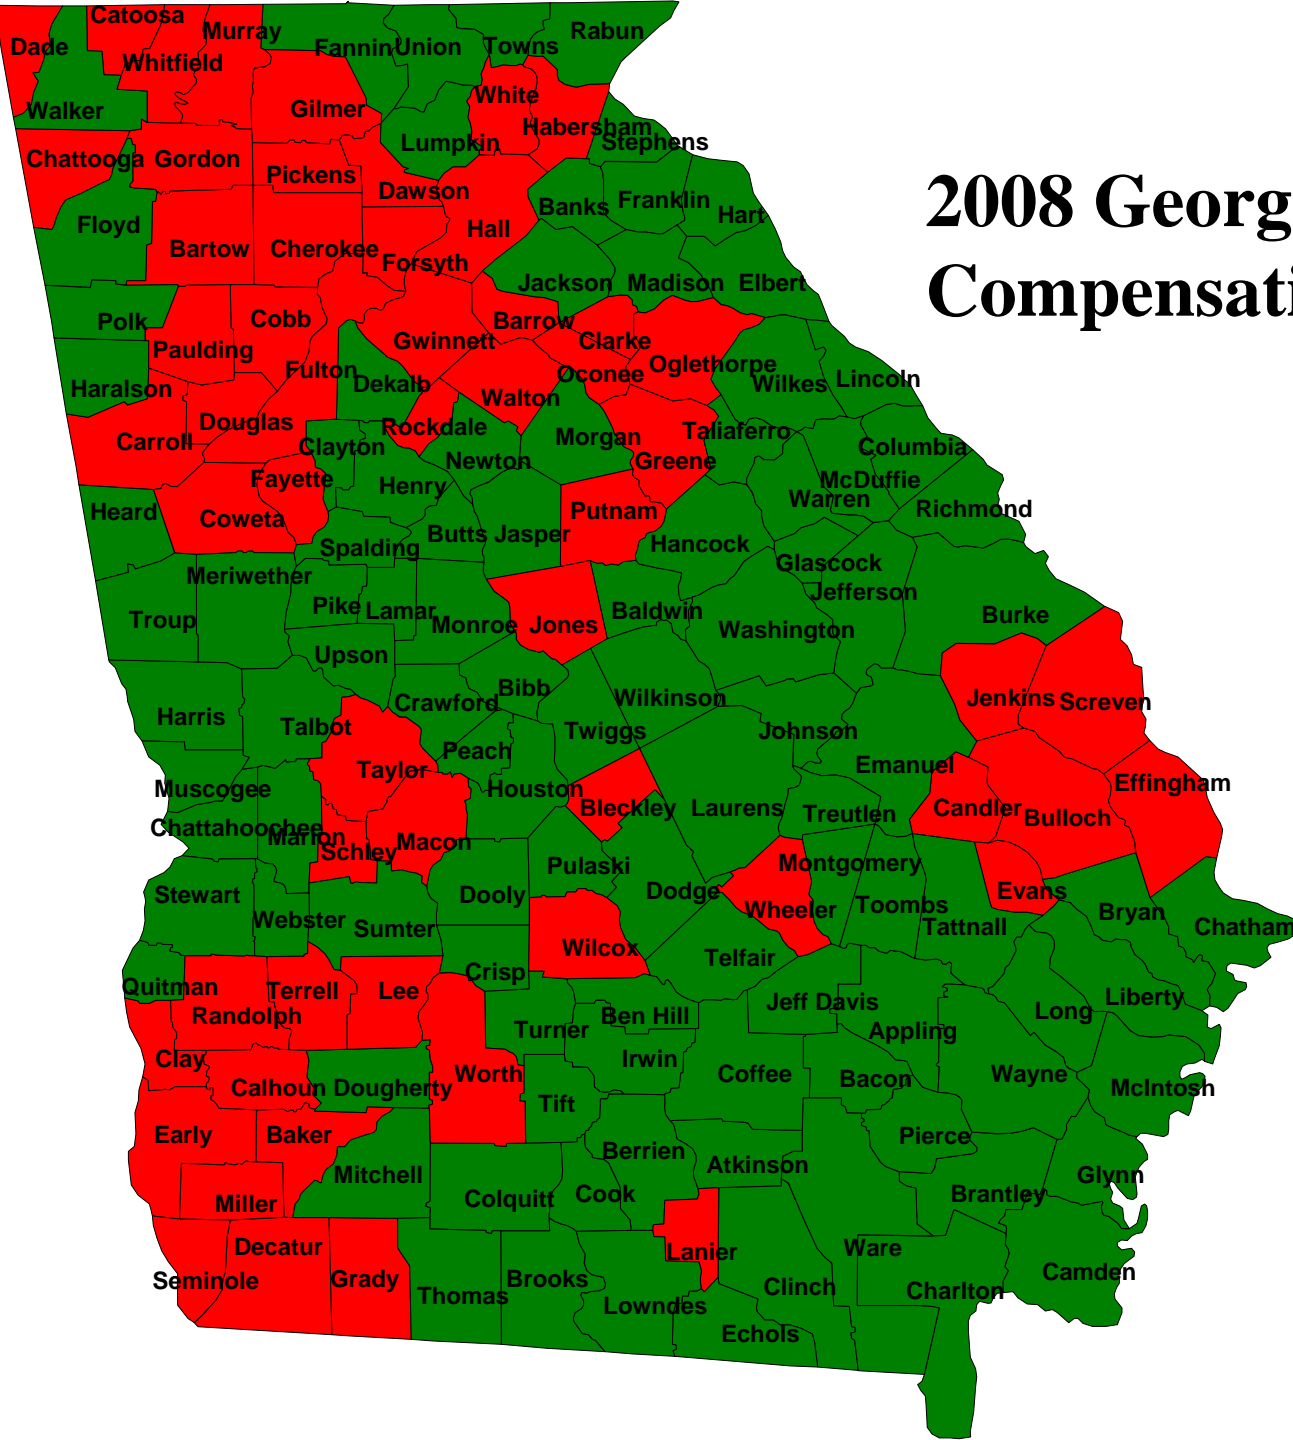 Catoosa
Murray
Dade
Whitfield
Fannin
Union
Towns
Rabun
Walker
Gilmer
White
Lumpkin
Habersham
Stephens
Chattooga
Gordon
Pickens
Dawson
Banks
Franklin
Hart
Floyd
Bartow
Cherokee
Hall
Forsyth
Jackson
Madison
Elbert
2008 Georg
Compensati
Polk
Cobb
Barrow
Paulding
Gwinnett
Clarke
Fulton
Oconee
Oglethorpe
Haralson
Dekalb
Walton
Wilkes
Lincoln
Douglas
Rockdale
Carroll
Clayton
Morgan
Taliaferro
Columbia
Newton
Greene
Fayette
Henry
McDuffie
Warren
Heard
Coweta
Putnam
Richmond
Spalding
Butts
Jasper
Hancock
Glascock
Meriwether
Jefferson
Troup
Pike
Lamar
Monroe
Jones
Baldwin
Washington
Burke
Upson
Harris
Talbot
Crawford
Bibb
Wilkinson
Jenkins
Screven
Twiggs
Johnson
Peach
Taylor
Emanuel
Muscogee
Houston
Effingham
Bleckley
Laurens
Treutlen
Candler
Bulloch
Chattahoochee
Marion
Schley
Macon
Montgomery
Pulaski
Stewart
Dooly
Dodge
Wheeler
Toombs
Evans
Bryan
Webster
Sumter
Tattnall
Chatham
Wilcox
Telfair
Crisp
Quitman
Terrell
Lee
Randolph
Jeff Davis
Liberty
Ben Hill
Long
Turner
Appling
Clay
Irwin
Calhoun
Dougherty
Worth
Coffee
Bacon
Wayne
McIntosh
Tift
Early
Baker
Pierce
Berrien
Mitchell
Atkinson
Glynn
Miller
Colquitt
Cook
Brantley
Decatur
Lanier
Ware
Seminole
Grady
Brooks
Camden
Thomas
Clinch
Charlton
Lowndes
Echols